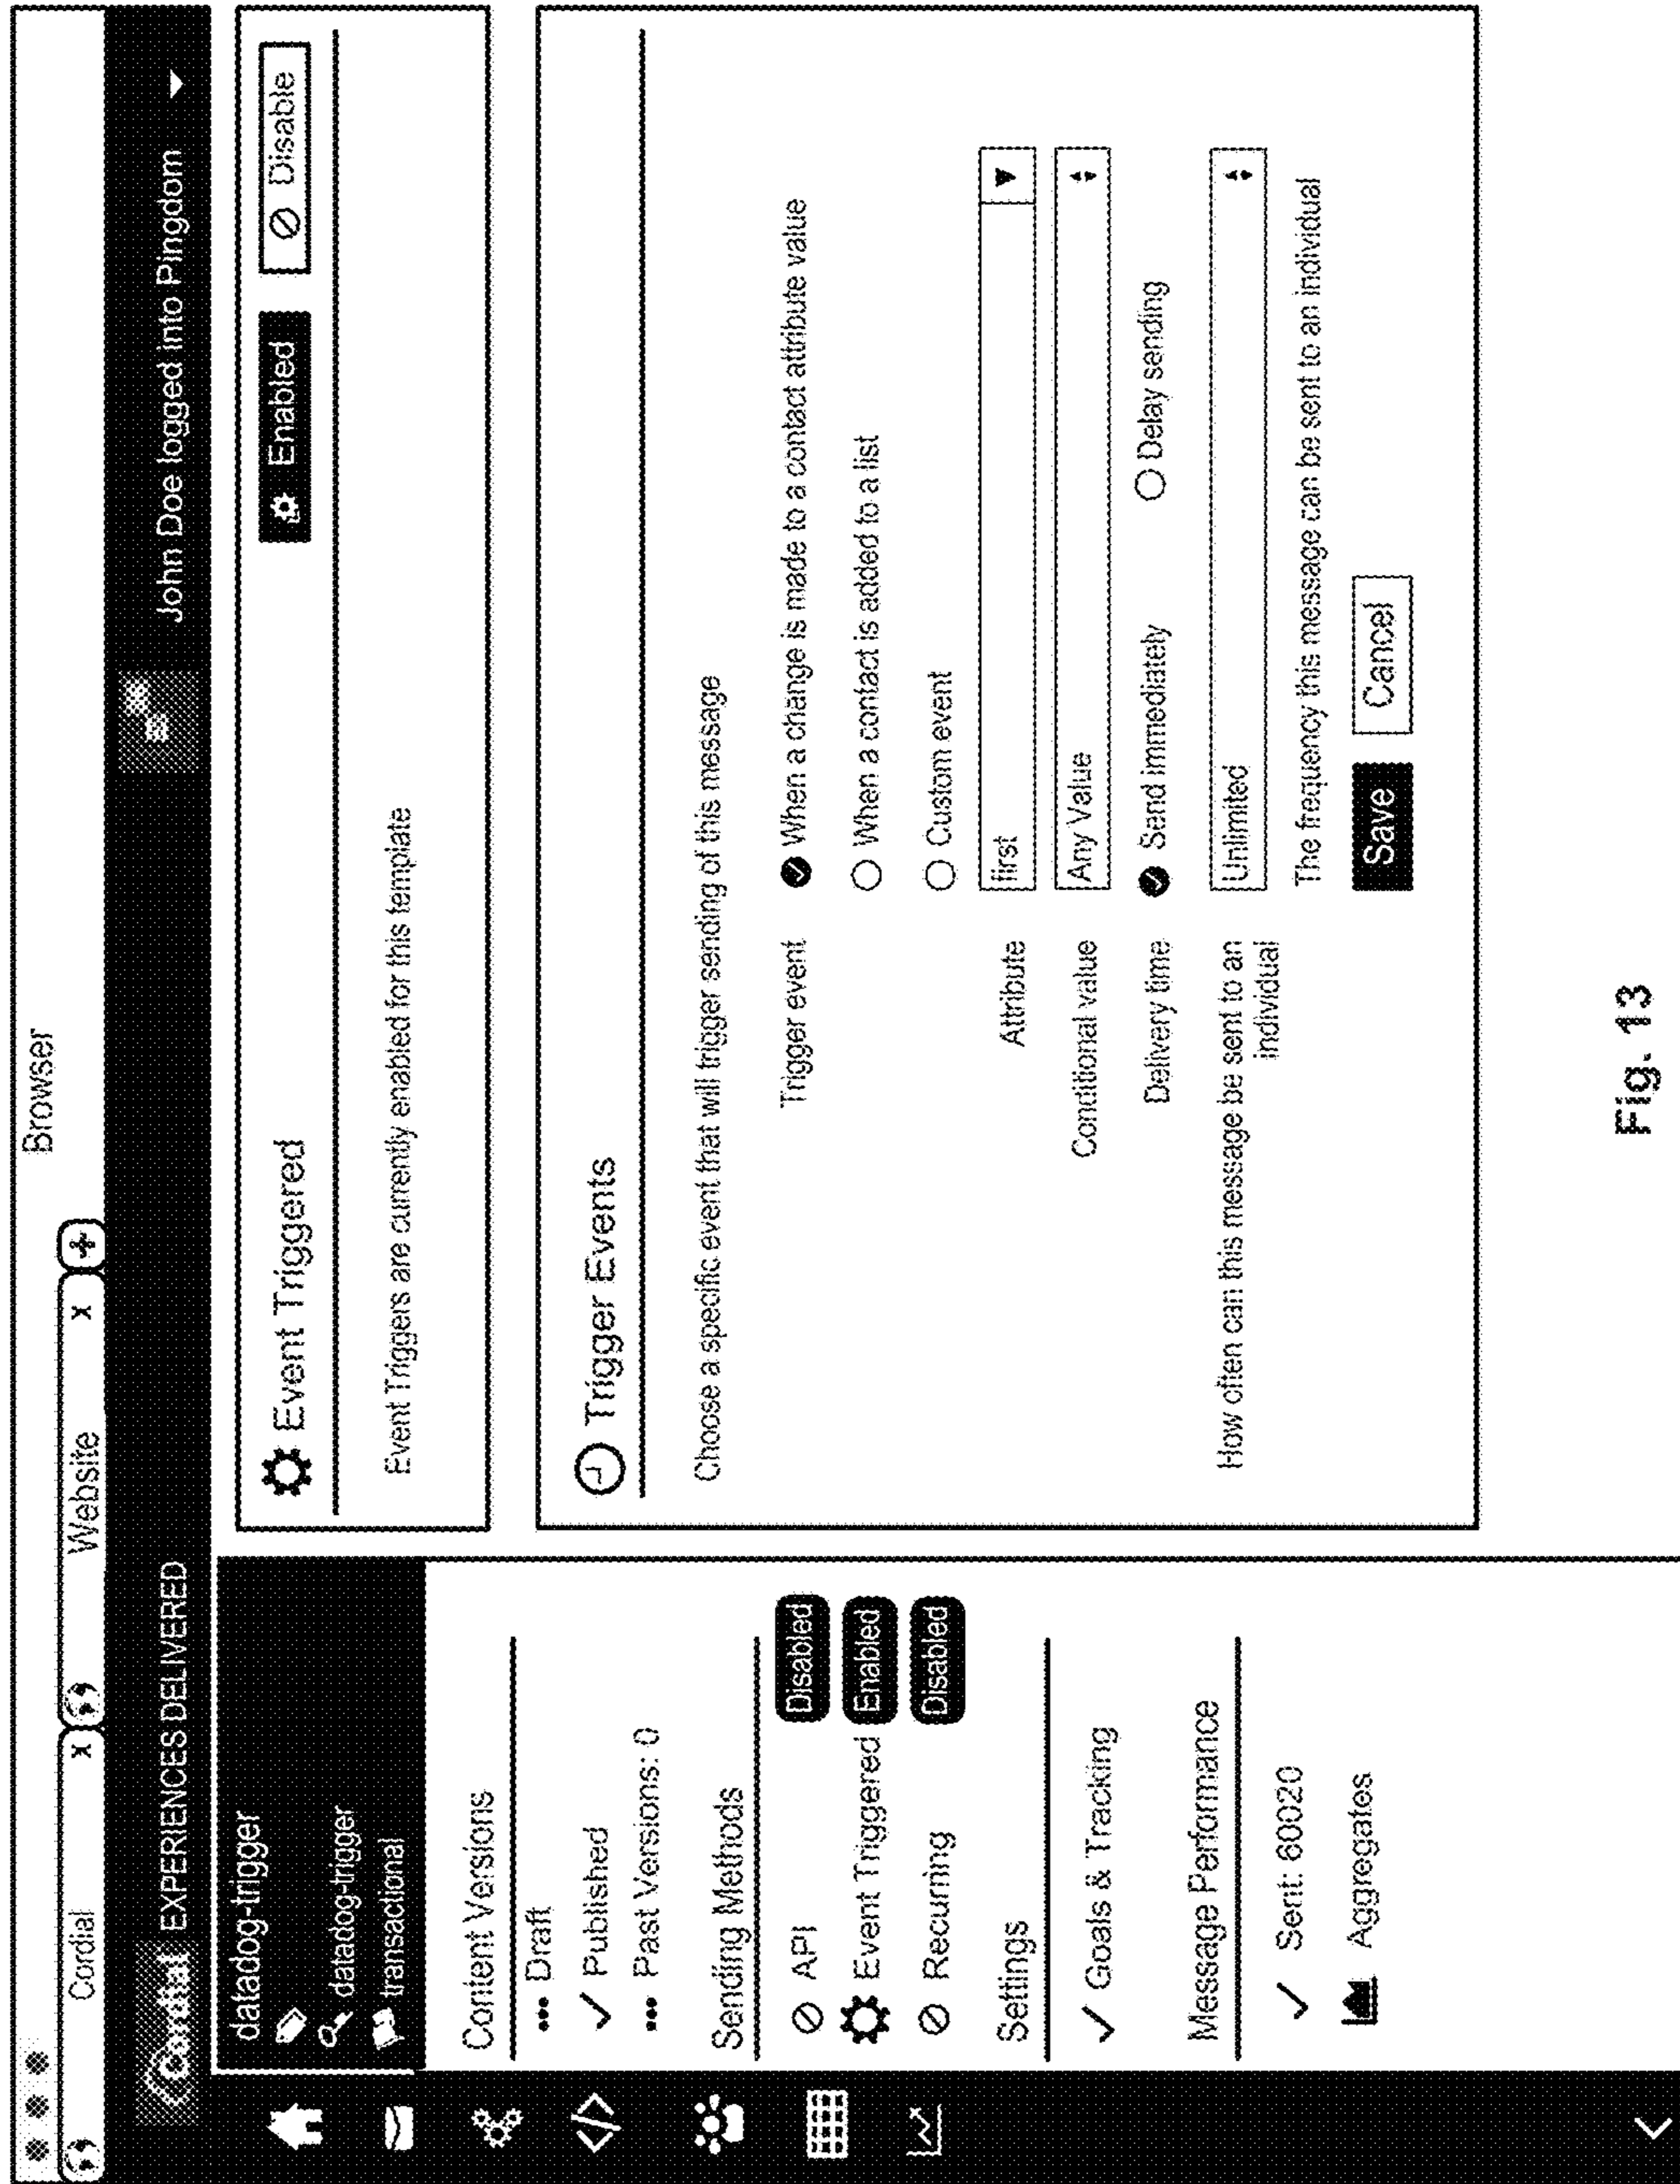 Browser
Cordial x
Website x +
Cordial EXPERIENCES DELIVERED
John Doe logged into Pingdom
datadog-trigger
datadog-trigger
transactional
Content Versions
Draft
Published
Past Versions: 0
Sending Methods
API Disabled
Event Triggered Enabled
Recurring Disabled
Settings
Goals & Tracking
Message Performance
Sent: 60020
Aggregates
Event Triggered
Enabled
Disable
Event Triggers are currently enabled for this template
Trigger Events
Choose a specific event that will trigger sending of this message
Trigger event
When a change is made to a contact attribute value
When a contact is added to a list
Custom event
Attribute
first
Conditional value
Any Value
Delivery time
Send immediately
Delay sending
How often can this message be sent to an
individual
Unlimited
The frequency this message can be sent to an individual
Save
Cancel
Fig. 13